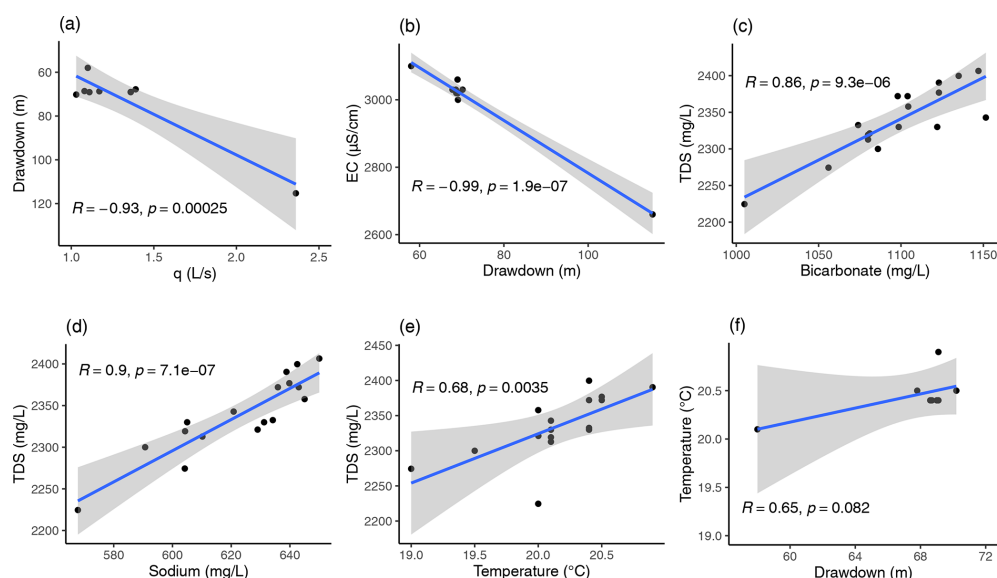 (a)
60
80
100
120
Drawdown (m)
R = −0.93, p = 0.00025
1.0 1.5 2.0 2.5
q (L/s)
(b)
3000
2800
2600
EC (µS/cm)
R = −0.99, p = 1.9e−07
60 80 100
Drawdown (m)
(c)
2400
2350
2300
2250
2200
TDS (mg/L)
R = 0.86, p = 9.3e−06
1000 1050 1100 1150
Bicarbonate (mg/L)
(d)
2400
2350
2300
2250
2200
TDS (mg/L)
R = 0.9, p = 7.1e−07
580 600 620 640
Sodium (mg/L)
(e)
2450
2400
2350
2300
2250
2200
TDS (mg/L)
R = 0.68, p = 0.0035
19.0 19.5 20.0 20.5
Temperature (°C)
(f)
21.0
20.5
20.0
19.5
19.0
Temperature (°C)
R = 0.65, p = 0.082
60 64 68 72
Drawdown (m)